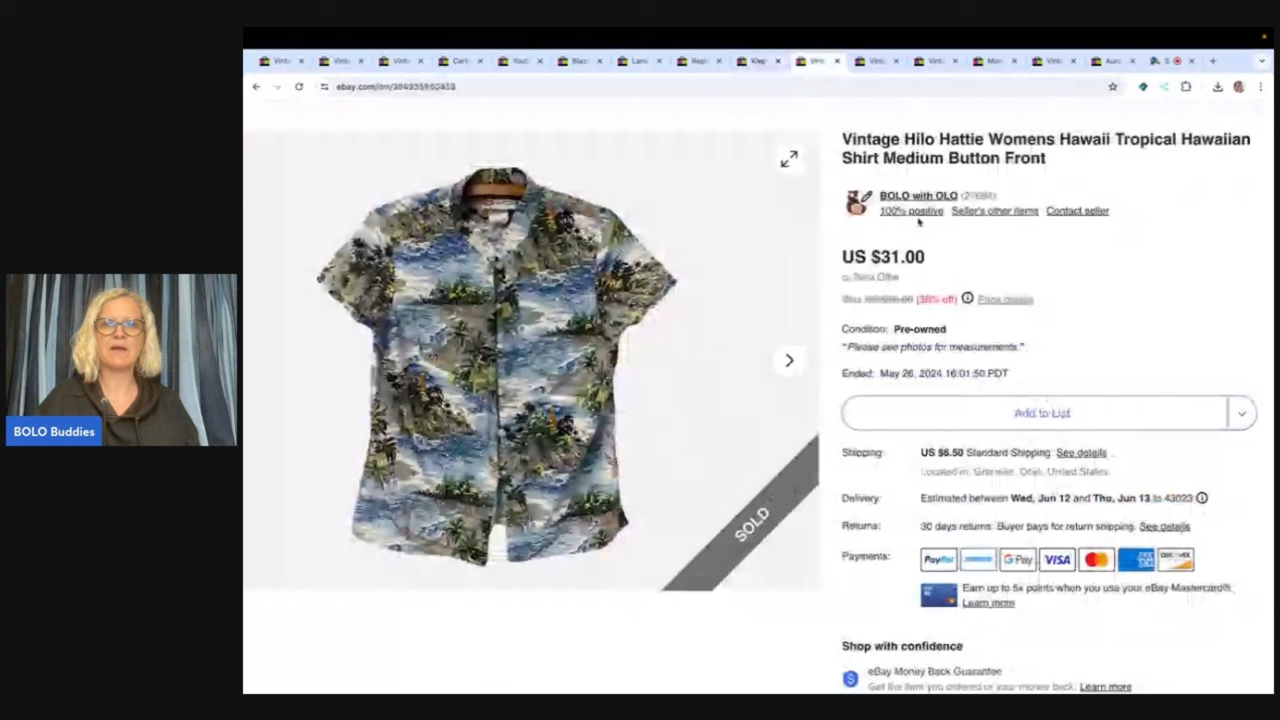 ebay.com/itm/
Vintage Hilo Hattie Womens Hawaii Tropical Hawaiian
Shirt Medium Button Front
BOLO with OLO
100% positive Seller's other items Contact seller
US $31.00
or Best Offer
Was (38% off) Price details
Condition: Pre-owned
"Please see photos for measurements."
Ended: May 26, 2024 16:01:50 PDT
Add to List
Shipping: US $6.50 Standard Shipping. See details
Located in: United States
Delivery: Estimated between Wed, Jun 12 and Thu, Jun 13 to 43023
Returns: 30 days returns. Buyer pays for return shipping. See details
Payments: PayPal G Pay VISA DISCOVER
Earn up to 5x points when you use your eBay Mastercard®.
Learn more
Shop with confidence
eBay Money Back Guarantee
Get the item you ordered or your money back. Learn more
SOLD
BOLO Buddies